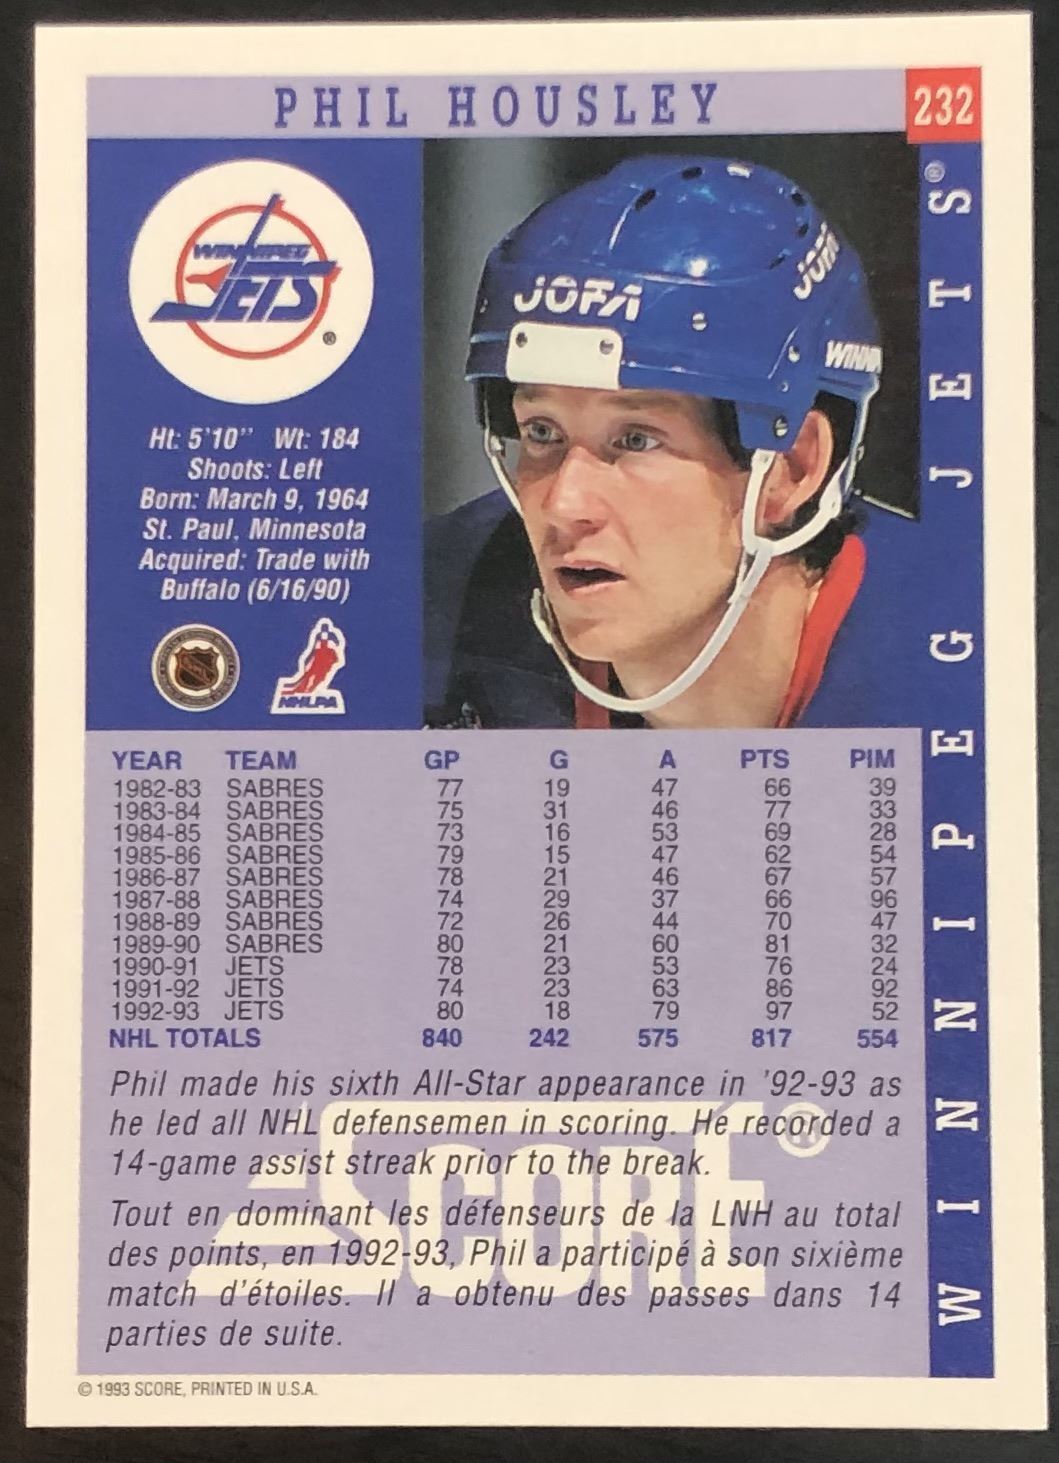 PHIL HOUSLEY
232
WINNIPEG
JETS
®
JOFA
JOFA
WINNI
WINNIPEG JETS®
Ht: 5'10" Wt: 184
Shoots: Left
Born: March 9, 1964
St. Paul, Minnesota
Acquired: Trade with
Buffalo (6/16/90)
NHL
NHLPA
YEAR TEAM GP G A PTS PIM
1982-83 SABRES 77 19 47 66 39
1983-84 SABRES 75 31 46 77 33
1984-85 SABRES 73 16 53 69 28
1985-86 SABRES 79 15 47 62 54
1986-87 SABRES 78 21 46 67 57
1987-88 SABRES 74 29 37 66 96
1988-89 SABRES 72 26 44 70 47
1989-90 SABRES 80 21 60 81 32
1990-91 JETS 78 23 53 76 24
1991-92 JETS 74 23 63 86 92
1992-93 JETS 80 18 79 97 52
NHL TOTALS 840 242 575 817 554
Phil made his sixth All-Star appearance in '92-93 as
he led all NHL defensemen in scoring. He recorded a
14-game assist streak prior to the break.
Tout en dominant les défenseurs de la LNH au total
des points, en 1992-93, Phil a participé à son sixième
match d'étoiles. Il a obtenu des passes dans 14
parties de suite.
SCORE®
© 1993 SCORE, PRINTED IN U.S.A.